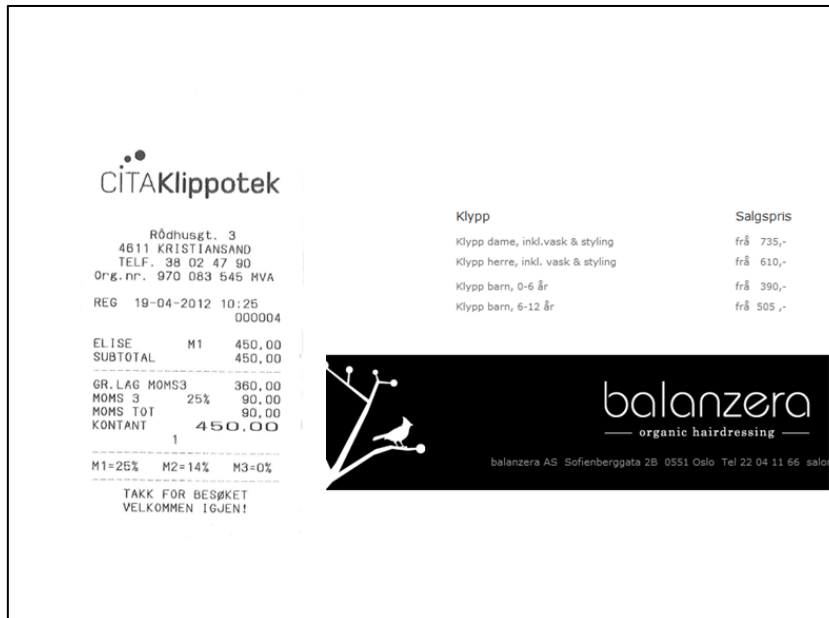 CiTAKlippotek
Rôdhusgt. 3
4611 KRISTIANSAND
TELF. 38 02 47 90
Org.nr. 970 083 545 MVA
REG 19-04-2012 10:25
000004
ELISE M1 450,00
SUBTOTAL 450,00
GR.LAG MOMS3 360,00
MOMS 3 25% 90,00
MOMS TOT 90,00
KONTANT 450,00
1
M1=25% M2=14% M3=0%
TAKK FOR BESØKET
VELKOMMEN IGJEN!
Klypp Salgspris
Klypp dame, inkl.vask & styling frå 735,-
Klypp herre, inkl. vask & styling frå 610,-
Klypp barn, 0-6 år frå 390,-
Klypp barn, 6-12 år frå 505 ,-
balanzera
organic hairdressing
balanzera AS Sofienberggata 2B 0551 Oslo Tel 22 04 11 66 salon